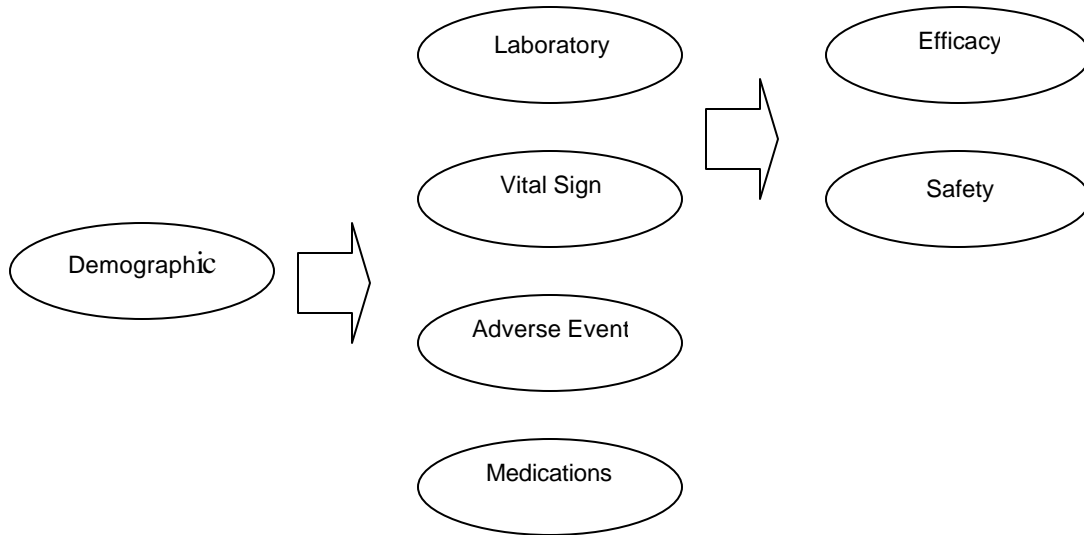 Laboratory
Efficacy
Vital Sign
Safety
Demographic
Adverse Event
Medications